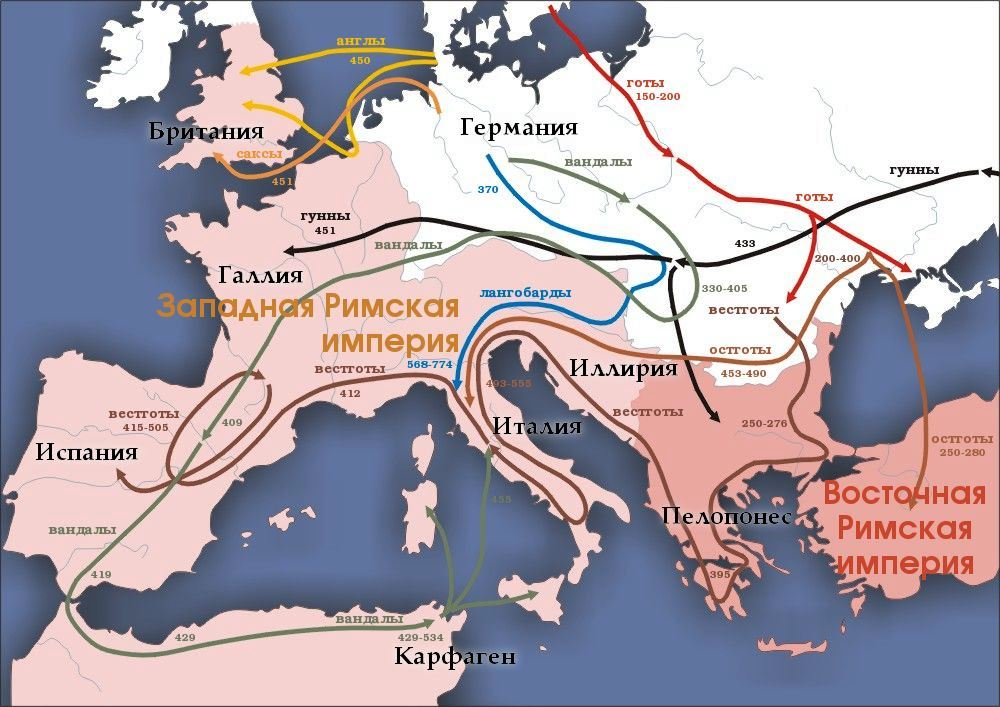 англы
450
Британия
саксы
451
Германия
вандалы
370
готы
150-200
готы
гунны
433
200-400
гунны
451
вандалы
Галлия
Западная Римская
империя
лангобарды
568-774
330-405
вестготы
остготы
453-490
Иллирия
493-555
вестготы
412
вестготы
415-505
409
Испания
Италия
вестготы
250-276
остготы
250-280
455
Пелопонес
Восточная
Римская
империя
395
вандалы
419
429
вандалы
429-534
Карфаген